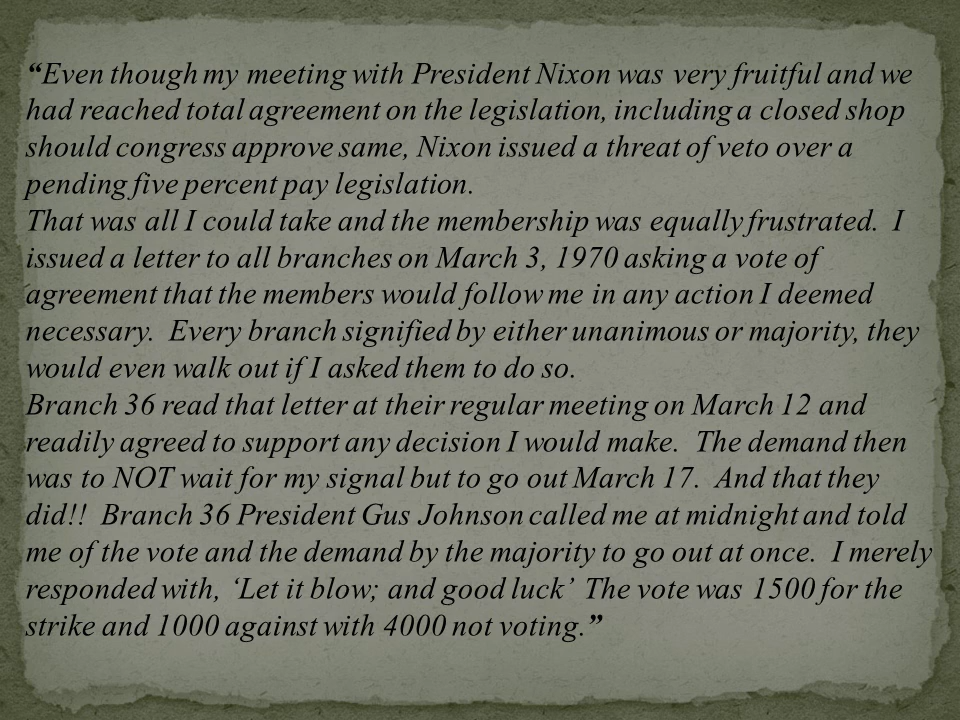 “Even though my meeting with President Nixon was very fruitful and we
had reached total agreement on the legislation, including a closed shop
should congress approve same, Nixon issued a threat of veto over a
pending five percent pay legislation.
That was all I could take and the membership was equally frustrated.  I
issued a letter to all branches on March 3, 1970 asking a vote of
agreement that the members would follow me in any action I deemed
necessary.  Every branch signified by either unanimous or majority, they
would even walk out if I asked them to do so.
Branch 36 read that letter at their regular meeting on March 12 and
readily agreed to support any decision I would make.  The demand then
was to NOT wait for my signal but to go out March 17.  And that they
did!!  Branch 36 President Gus Johnson called me at midnight and told
me of the vote and the demand by the majority to go out at once.  I merely
responded with, ‘Let it blow; and good luck’  The vote was 1500 for the
strike and 1000 against with 4000 not voting.”